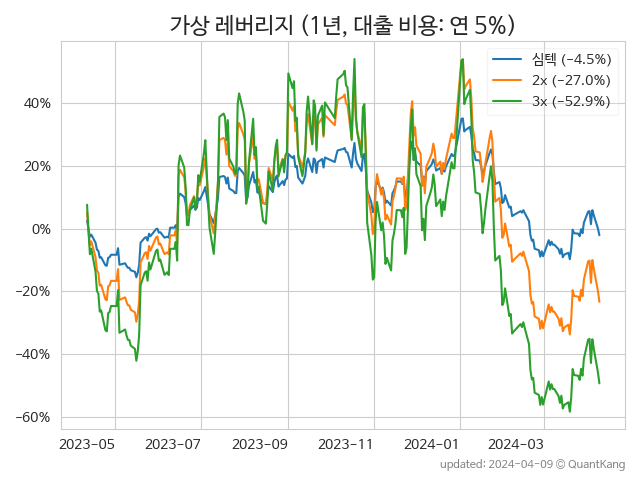 가상 레버리지 (1년, 대출 비용: 연 5%)
심텍 (−4.5%)
2x (−27.0%)
3x (−52.9%)
40%
20%
0%
−20%
−40%
−60%
2023-05 2023-07 2023-09 2023-11 2024-01 2024-03
updated: 2024-04-09 © QuantKang